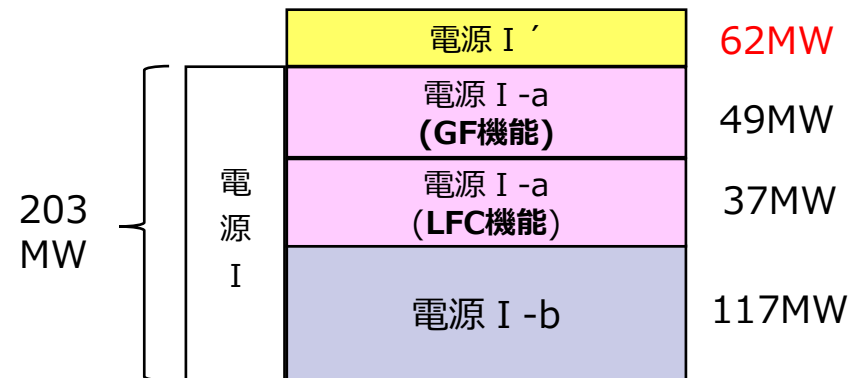 電源Ⅰ´
62MW
電源Ⅰ-a
(GF機能)
49MW
電源Ⅰ-a
(LFC機能)
37MW
電源Ⅰ-b
117MW
電
源
Ⅰ
203
MW